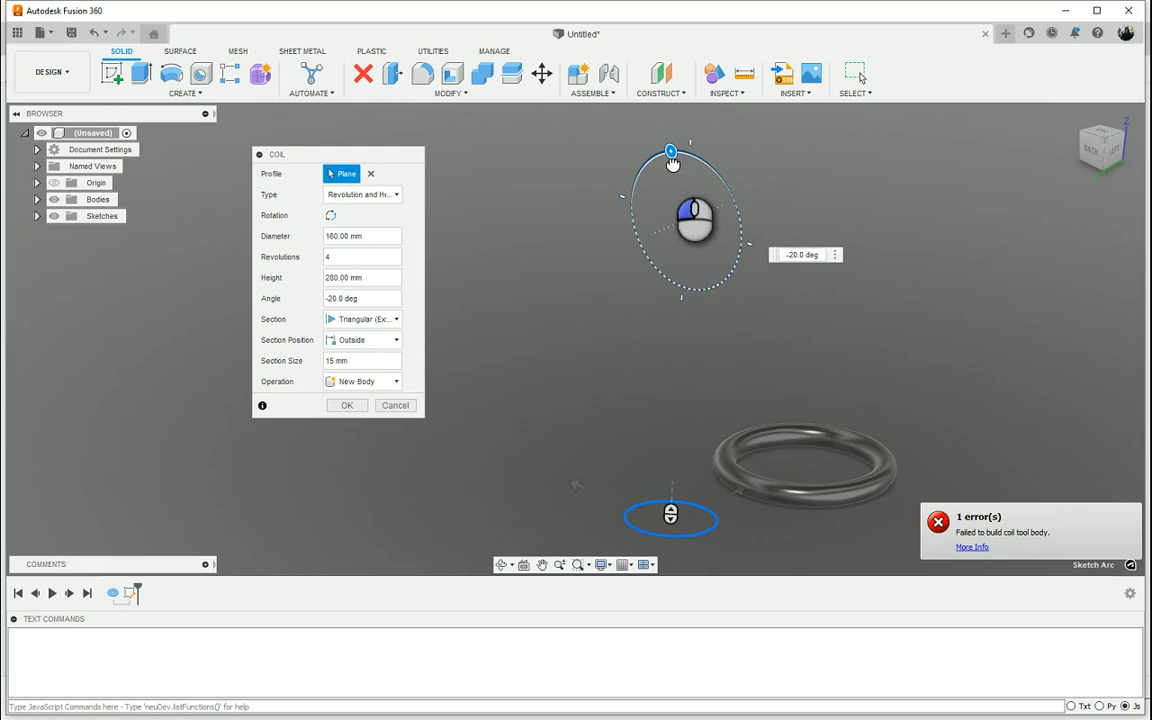 Autodesk Fusion 360
Untitled*
SOLID SURFACE MESH SHEET METAL PLASTIC UTILITIES MANAGE
DESIGN
CREATE AUTOMATE MODIFY ASSEMBLE CONSTRUCT INSPECT INSERT SELECT
BROWSER
(Unsaved)
Document Settings
Named Views
Origin
Bodies
Sketches
COIL
Profile Plane
Type Revolution and He...
Rotation
Diameter 160.00 mm
Revolutions 4
Height 280.00 mm
Angle -20.0 deg
Section Triangular (Ex...
Section Position Outside
Section Size 15 mm
Operation New Body
OK Cancel
-20.0 deg
Z
BACK LEFT
1 error(s)
Failed to build coil tool body.
More Info
Sketch Arc
COMMENTS
TEXT COMMANDS
Type JavaScript Commands here - Type 'neuDev.listFunctions()' for help
Txt Py Js